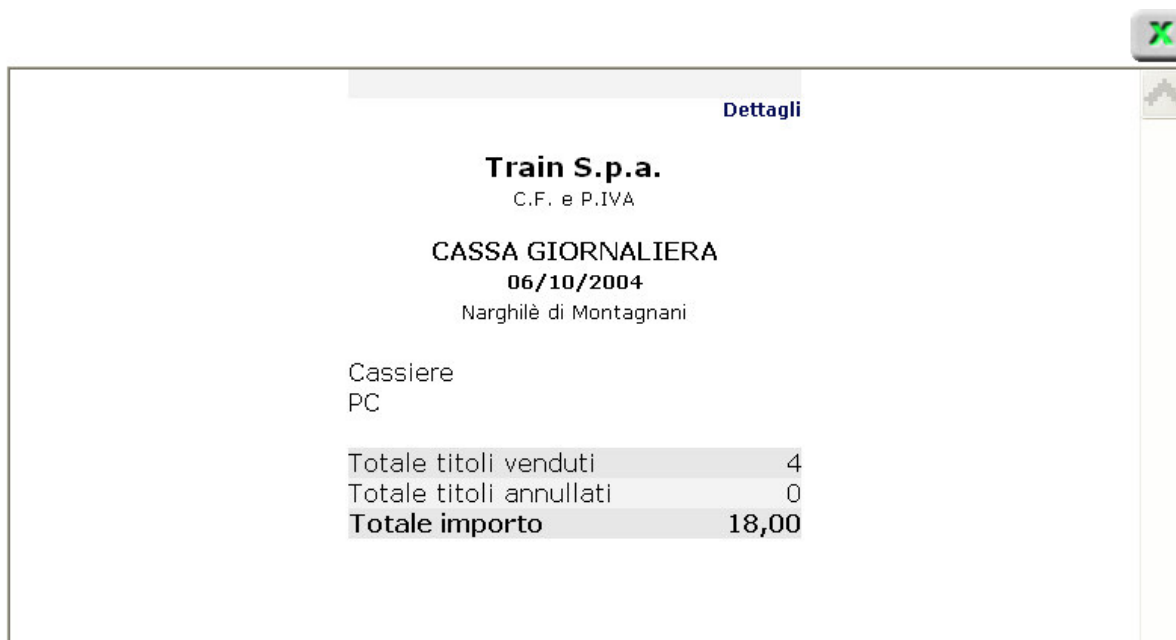 X
Dettagli
Train S.p.a.
C.F. e P.IVA
CASSA GIORNALIERA
06/10/2004
Narghilè di Montagnani
Cassiere
PC
Totale titoli venduti 4
Totale titoli annullati 0
Totale importo 18,00